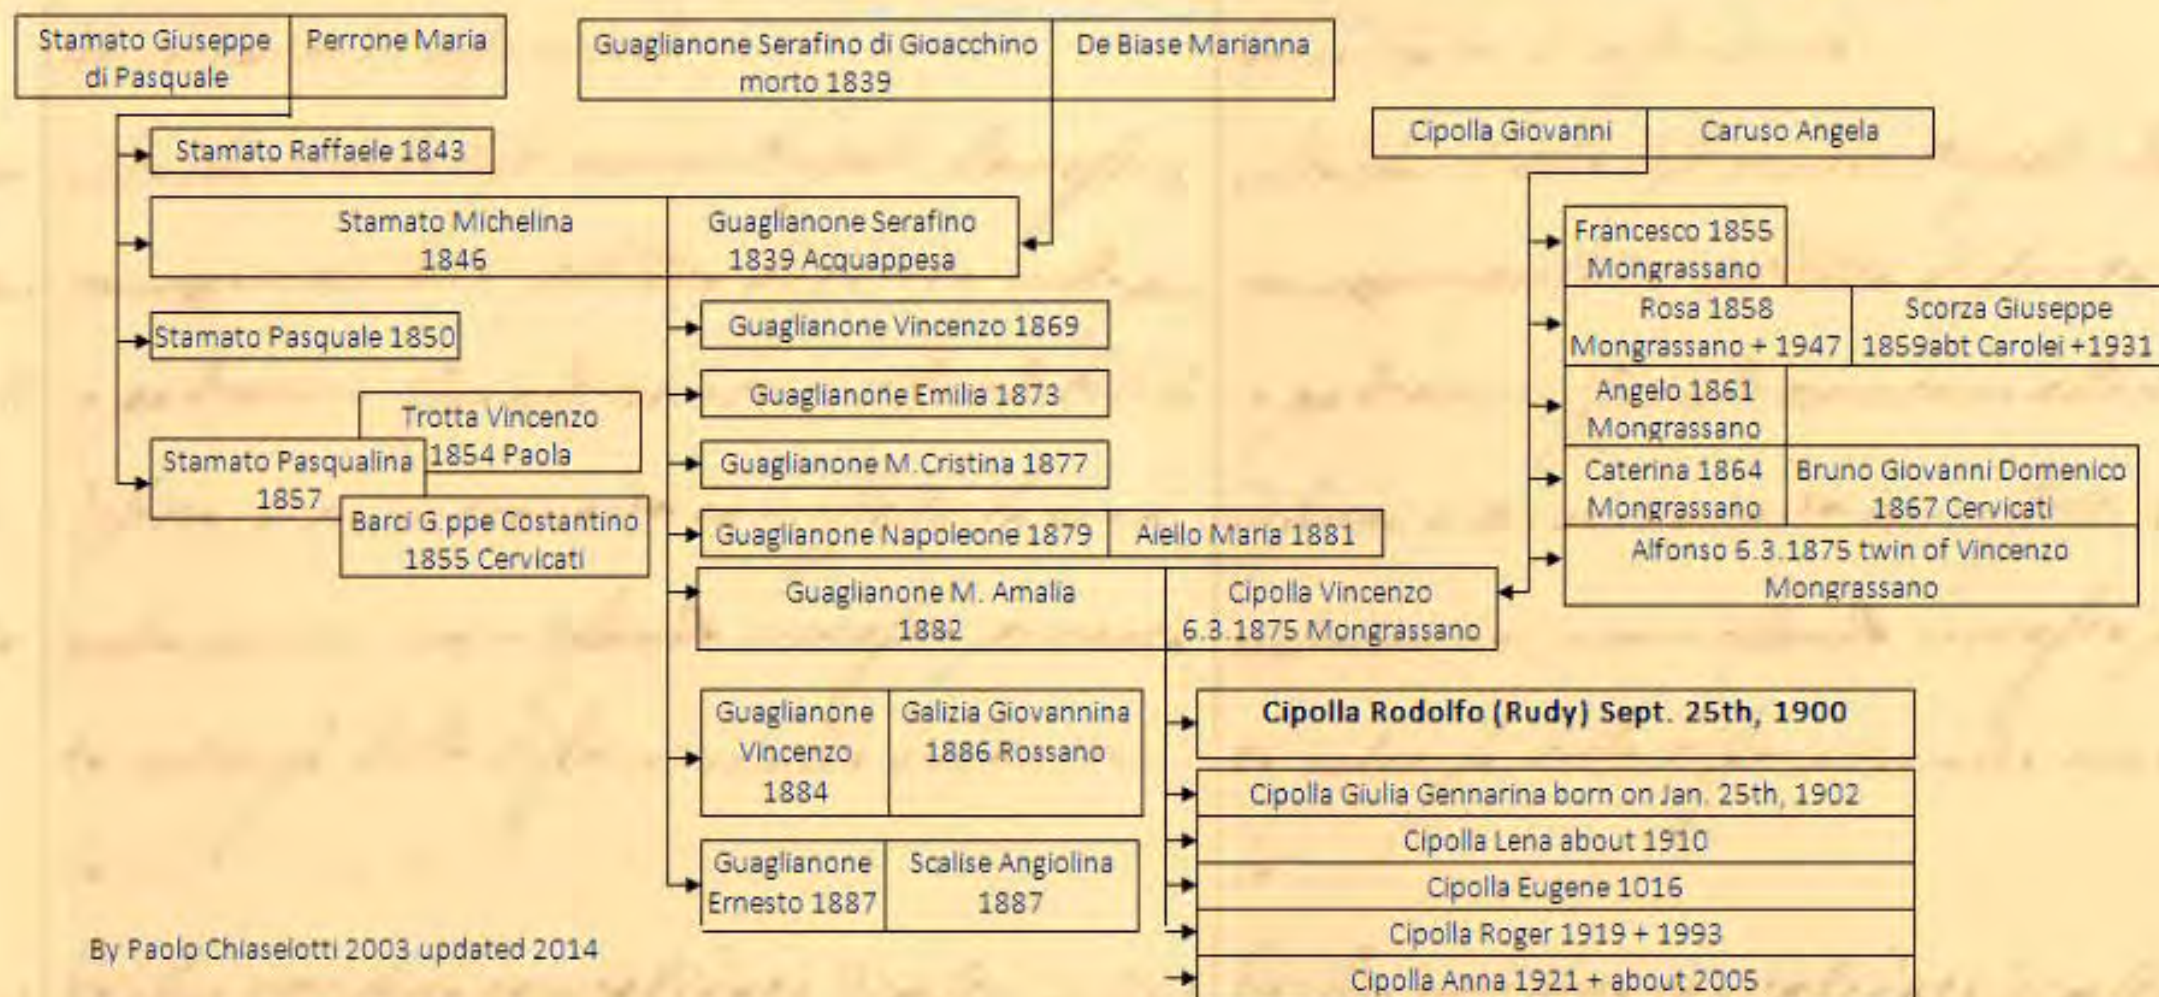 Stamato Giuseppe
di Pasquale
Perrone Maria
Guaglianone Serafino di Gioacchino
morto 1839
De Biase Marianna
Cipolla Giovanni
Caruso Angela
Stamato Raffaele 1843
Stamato Michelina
1846
Guaglianone Serafino
1839 Acquappesa
Stamato Pasquale 1850
Trotta Vincenzo
1854 Paola
Stamato Pasqualina
1857
Barci G.ppe Costantino
1855 Cervicati
Guaglianone Vincenzo 1869
Guaglianone Emilia 1873
Guaglianone M.Cristina 1877
Guaglianone Napoleone 1879
Aiello Maria 1881
Guaglianone M. Amalia
1882
Cipolla Vincenzo
6.3.1875 Mongrassano
Guaglianone
Vincenzo
1884
Galizia Giovannina
1886 Rossano
Guaglianone
Ernesto 1887
Scalise Angiolina
1887
Francesco 1855
Mongrassano
Rosa 1858
Mongrassano + 1947
Scorza Giuseppe
1859abt Carolei +1931
Angelo 1861
Mongrassano
Caterina 1864
Mongrassano
Bruno Giovanni Domenico
1867 Cervicati
Alfonso 6.3.1875 twin of Vincenzo
Mongrassano
Cipolla Rodolfo (Rudy) Sept. 25th, 1900
Cipolla Giulia Gennarina born on Jan. 25th, 1902
Cipolla Lena about 1910
Cipolla Eugene 1016
Cipolla Roger 1919 + 1993
Cipolla Anna 1921 + about 2005
By Paolo Chiaselotti 2003 updated 2014